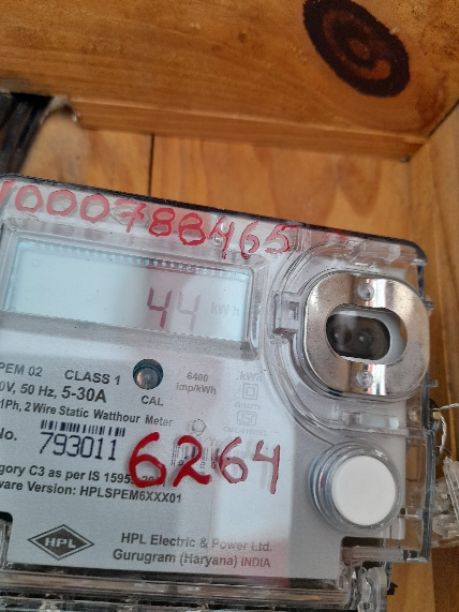 1000788465
44 kWh
PEM 02 CLASS 1
0V, 50 Hz, 5-30A CAL
6400
imp/kWh
1Ph, 2 Wire Static Watthour Meter
No. 793011
6264
gory C3 as per IS
ware Version: HPLSPEM6XXX01
HPL
HPL Electric & Power Ltd.
Gurugram (Haryana) INDIA